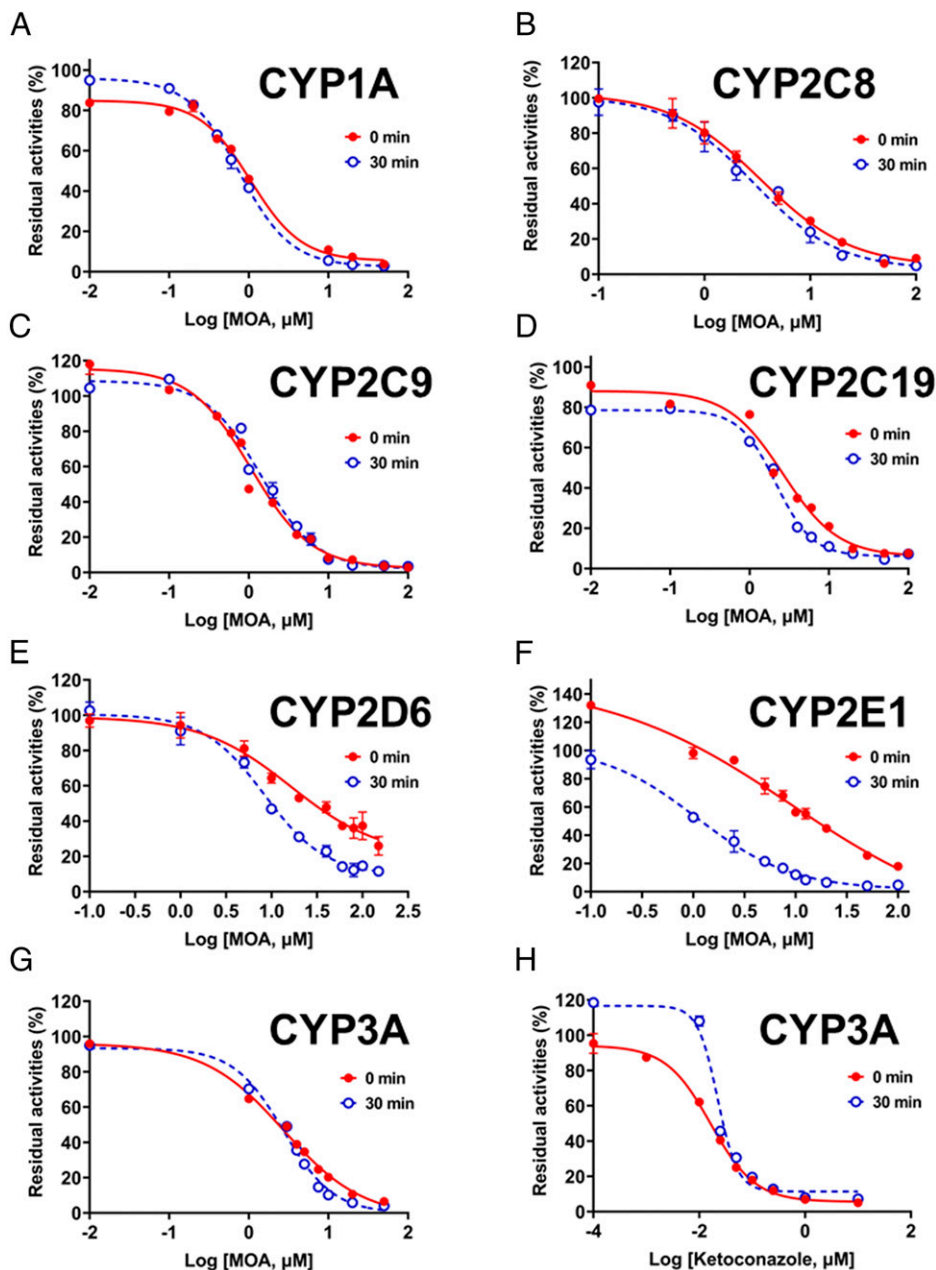 A
CYP1A
Residual activities (%)
100
80
60
40
20
0
0 min
30 min
-2 -1 0 1 2
Log [MOA, µM]
B
CYP2C8
Residual activities (%)
120
100
80
60
40
20
0
0 min
30 min
-1 0 1 2
Log [MOA, µM]
C
CYP2C9
Residual activities (%)
120
100
80
60
40
20
0
0 min
30 min
-2 -1 0 1 2
Log [MOA, µM]
D
CYP2C19
Residual activities (%)
100
80
60
40
20
0
0 min
30 min
-2 -1 0 1 2
Log [MOA, µM]
E
CYP2D6
Residual activities (%)
120
100
80
60
40
20
0
0 min
30 min
-1.0 -0.5 0.0 0.5 1.0 1.5 2.0 2.5
Log [MOA, µM]
F
CYP2E1
Residual activities (%)
140
120
100
80
60
40
20
0
0 min
30 min
-1.0 -0.5 0.0 0.5 1.0 1.5 2.0
Log [MOA, µM]
G
CYP3A
Residual activities (%)
120
100
80
60
40
20
0
0 min
30 min
-2 -1 0 1 2
Log [MOA, µM]
H
CYP3A
Residual activities (%)
120
100
80
60
40
20
0
0 min
30 min
-4 -2 0 2
Log [Ketoconazole, µM]